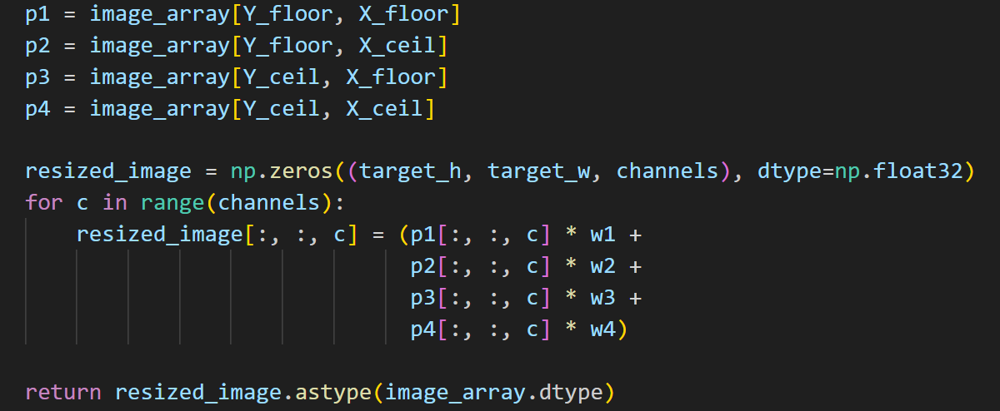 p1 = image_array[Y_floor, X_floor]
p2 = image_array[Y_floor, X_ceil]
p3 = image_array[Y_ceil, X_floor]
p4 = image_array[Y_ceil, X_ceil]

resized_image = np.zeros((target_h, target_w, channels), dtype=np.float32)
for c in range(channels):
    resized_image[:, :, c] = (p1[:, :, c] * w1 +
                              p2[:, :, c] * w2 +
                              p3[:, :, c] * w3 +
                              p4[:, :, c] * w4)

return resized_image.astype(image_array.dtype)